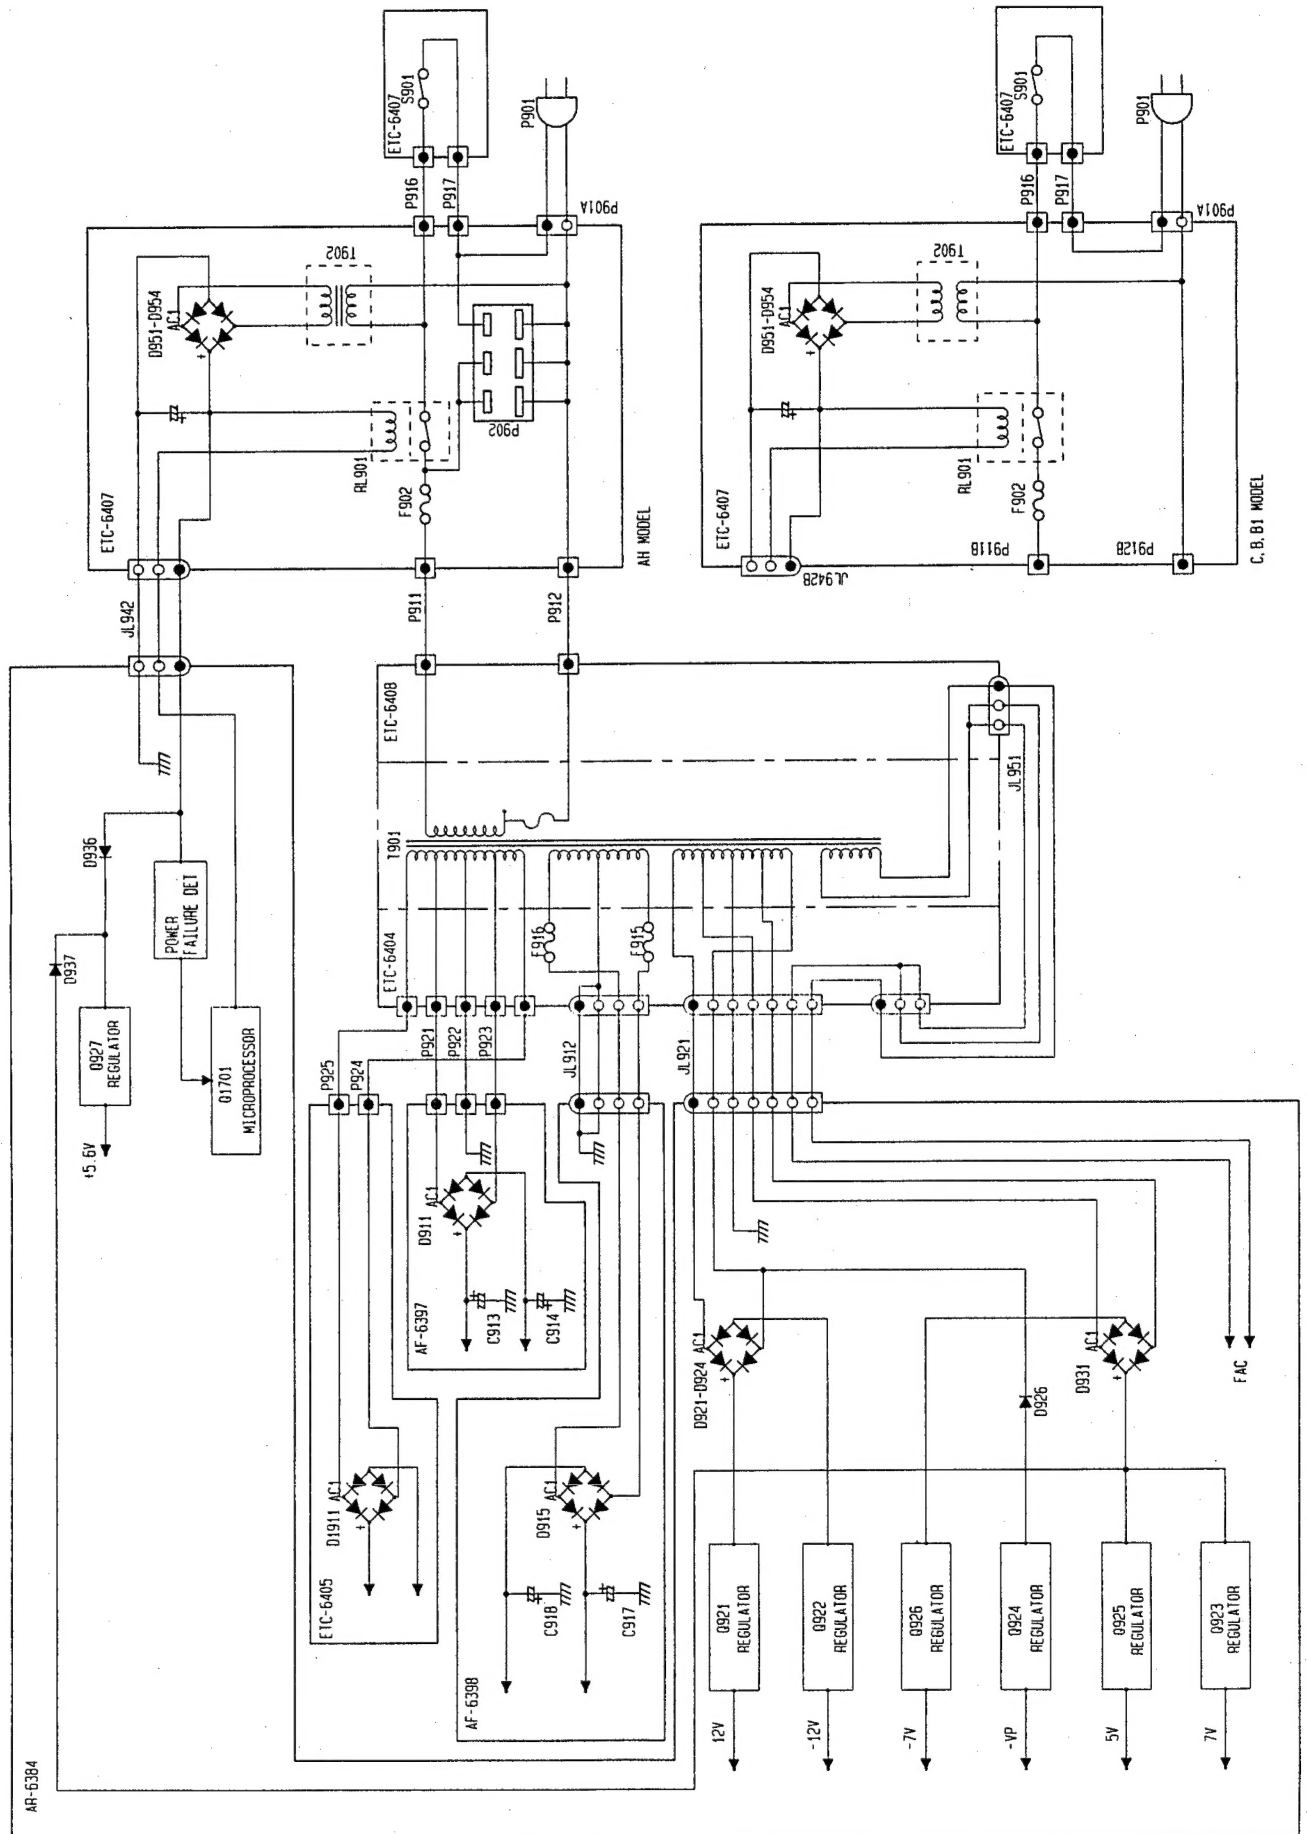 AR-6384
ETC-6407
S901
P901
P916
P917
P901A
T902
D951-D954
AC1
+
RL901
P902
F902
ETC-6407
AH MODEL
JL942
P911
P912
ETC-6407
S901
P901
P916
P917
P901A
T902
D951-D954
AC1
+
RL901
F902
ETC-6407
JL942B
P911B
P912B
C.B.B1 MODEL
ETC-6408
JL951
T901
D936
D937
POWER
FAILURE DET
Q927
REGULATOR
+5.6V
Q1701
MICROPROCESSOR
ETC-6404
F916
F915
P925
P924
P921
P922
P923
JL912
JL921
D911
AC1
+
AF-6397
C913
C914
D1911
AC1
+
ETC-6405
D915
AC1
+
C918
C917
AF-6398
D921-D924
AC1
+
D926
D931
AC1
+
FAC
Q921
REGULATOR
12V
Q922
REGULATOR
-12V
Q926
REGULATOR
-7V
Q924
REGULATOR
-VP
Q925
REGULATOR
5V
Q923
REGULATOR
7V